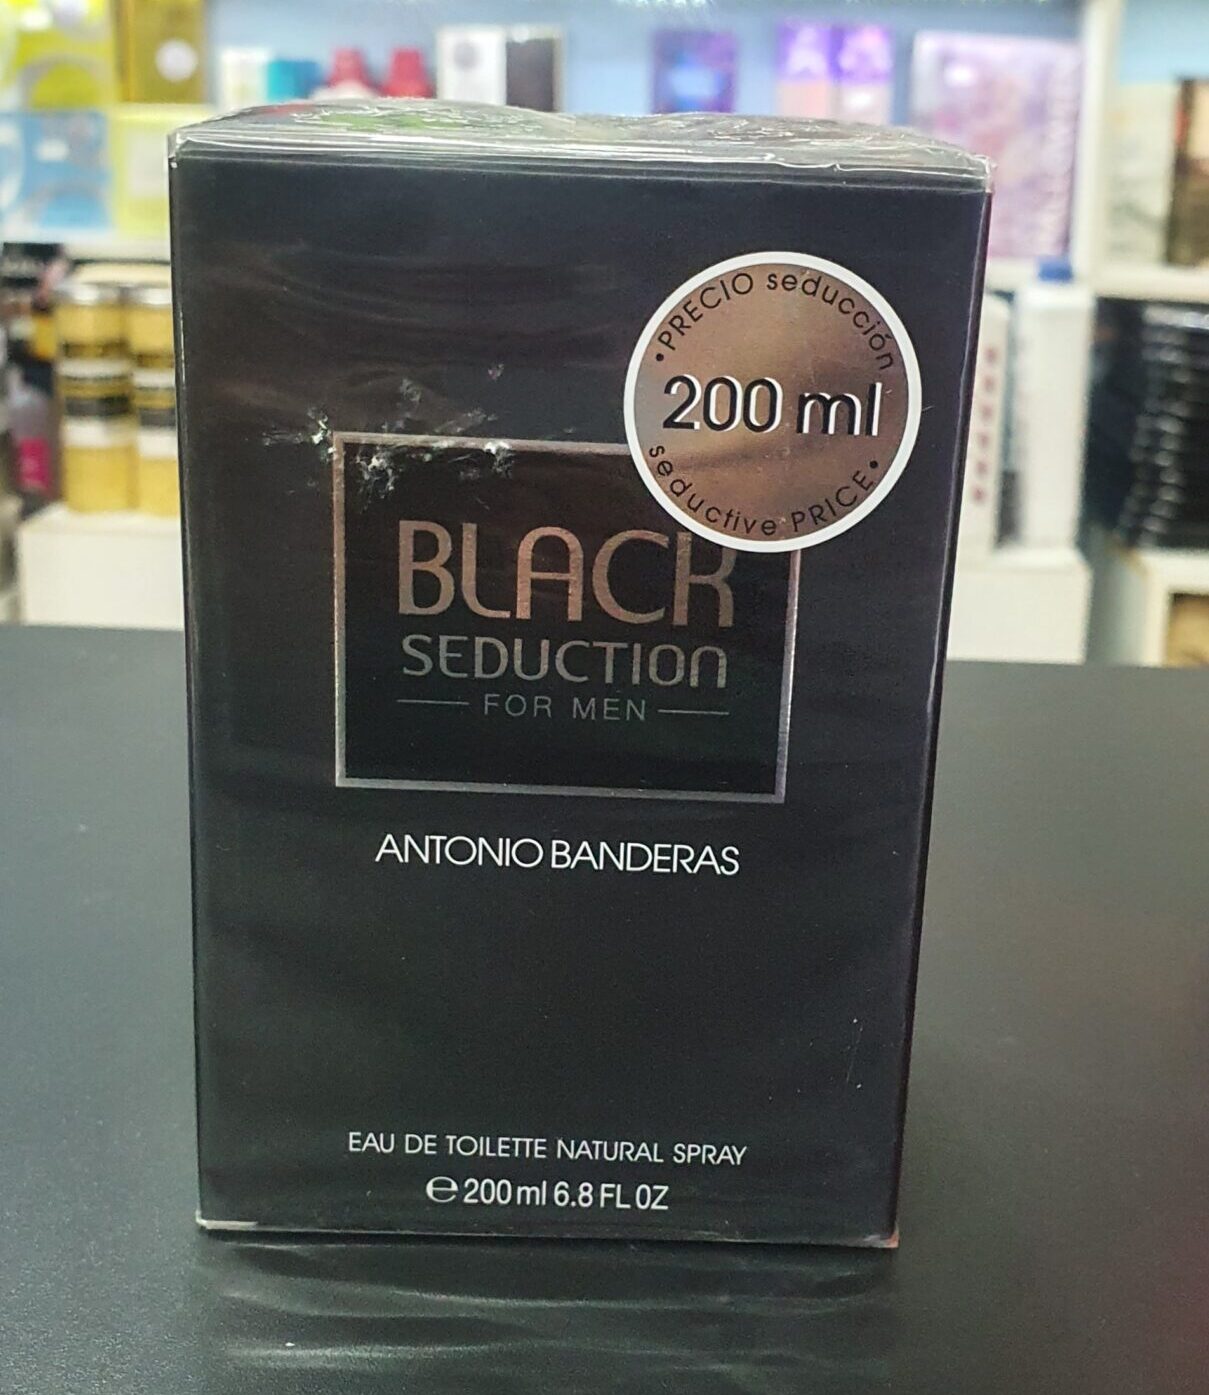 •PRECIO seducción
200 ml
seductive PRICE•
BLACK
SEDUCTION
FOR MEN
ANTONIO BANDERAS
EAU DE TOILETTE NATURAL SPRAY
℮ 200 ml 6.8 FL OZ